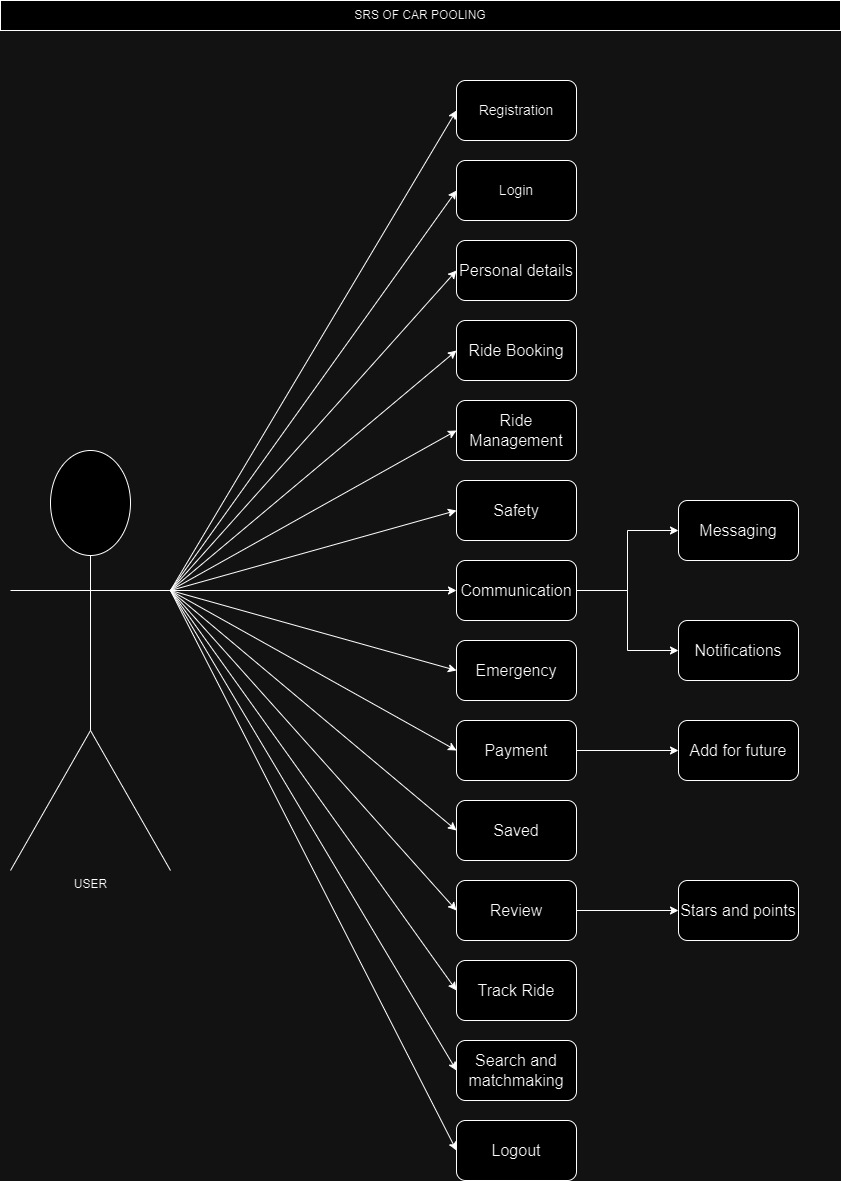 SRS OF CAR POOLING
Registration
Login
Personal details
Ride Booking
Ride
Management
Safety
Messaging
Communication
Notifications
Emergency
Payment
Add for future
Saved
USER
Review
Stars and points
Track Ride
Search and
matchmaking
Logout